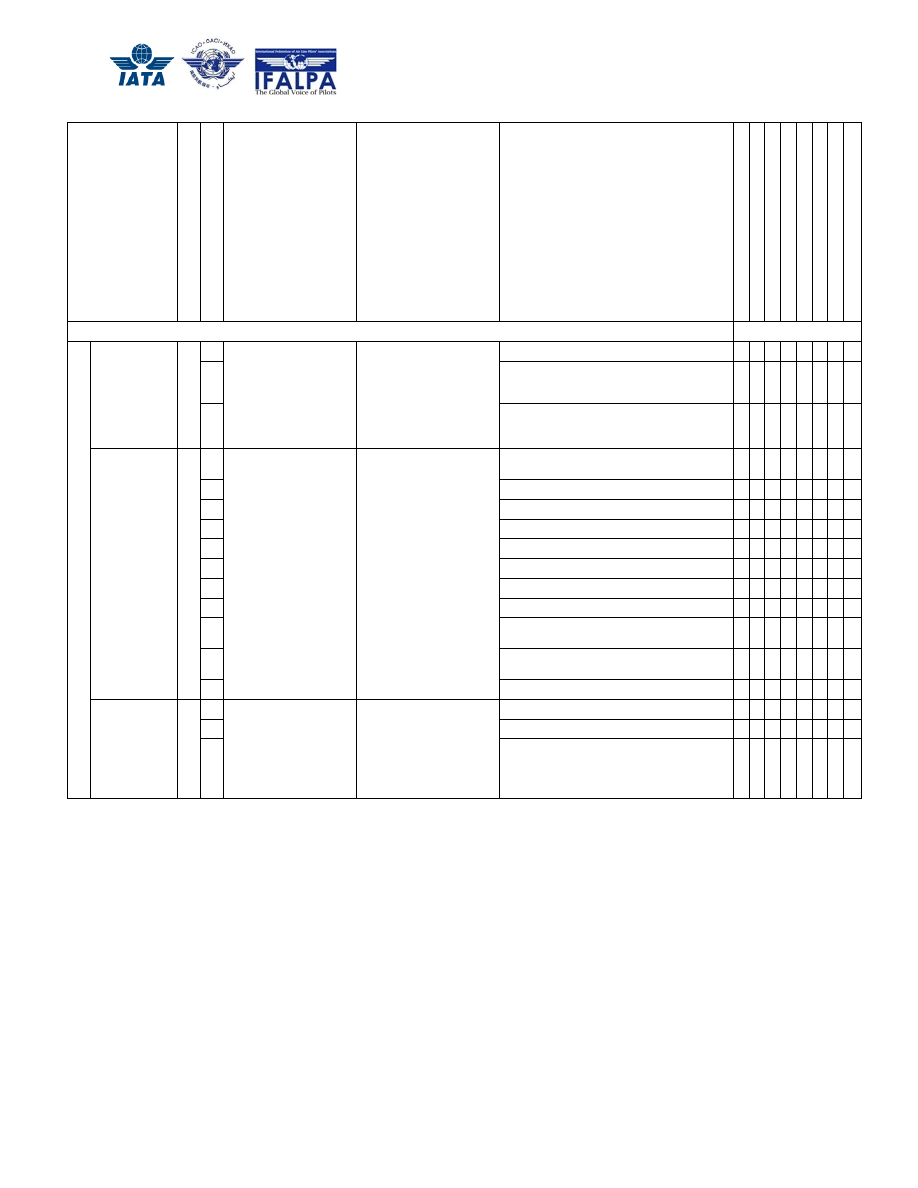 IATA
ICAO · OACI · ИКАО
International Federation of Air Line Pilots' Associations
IFALPA
The Global Voice of Pilots